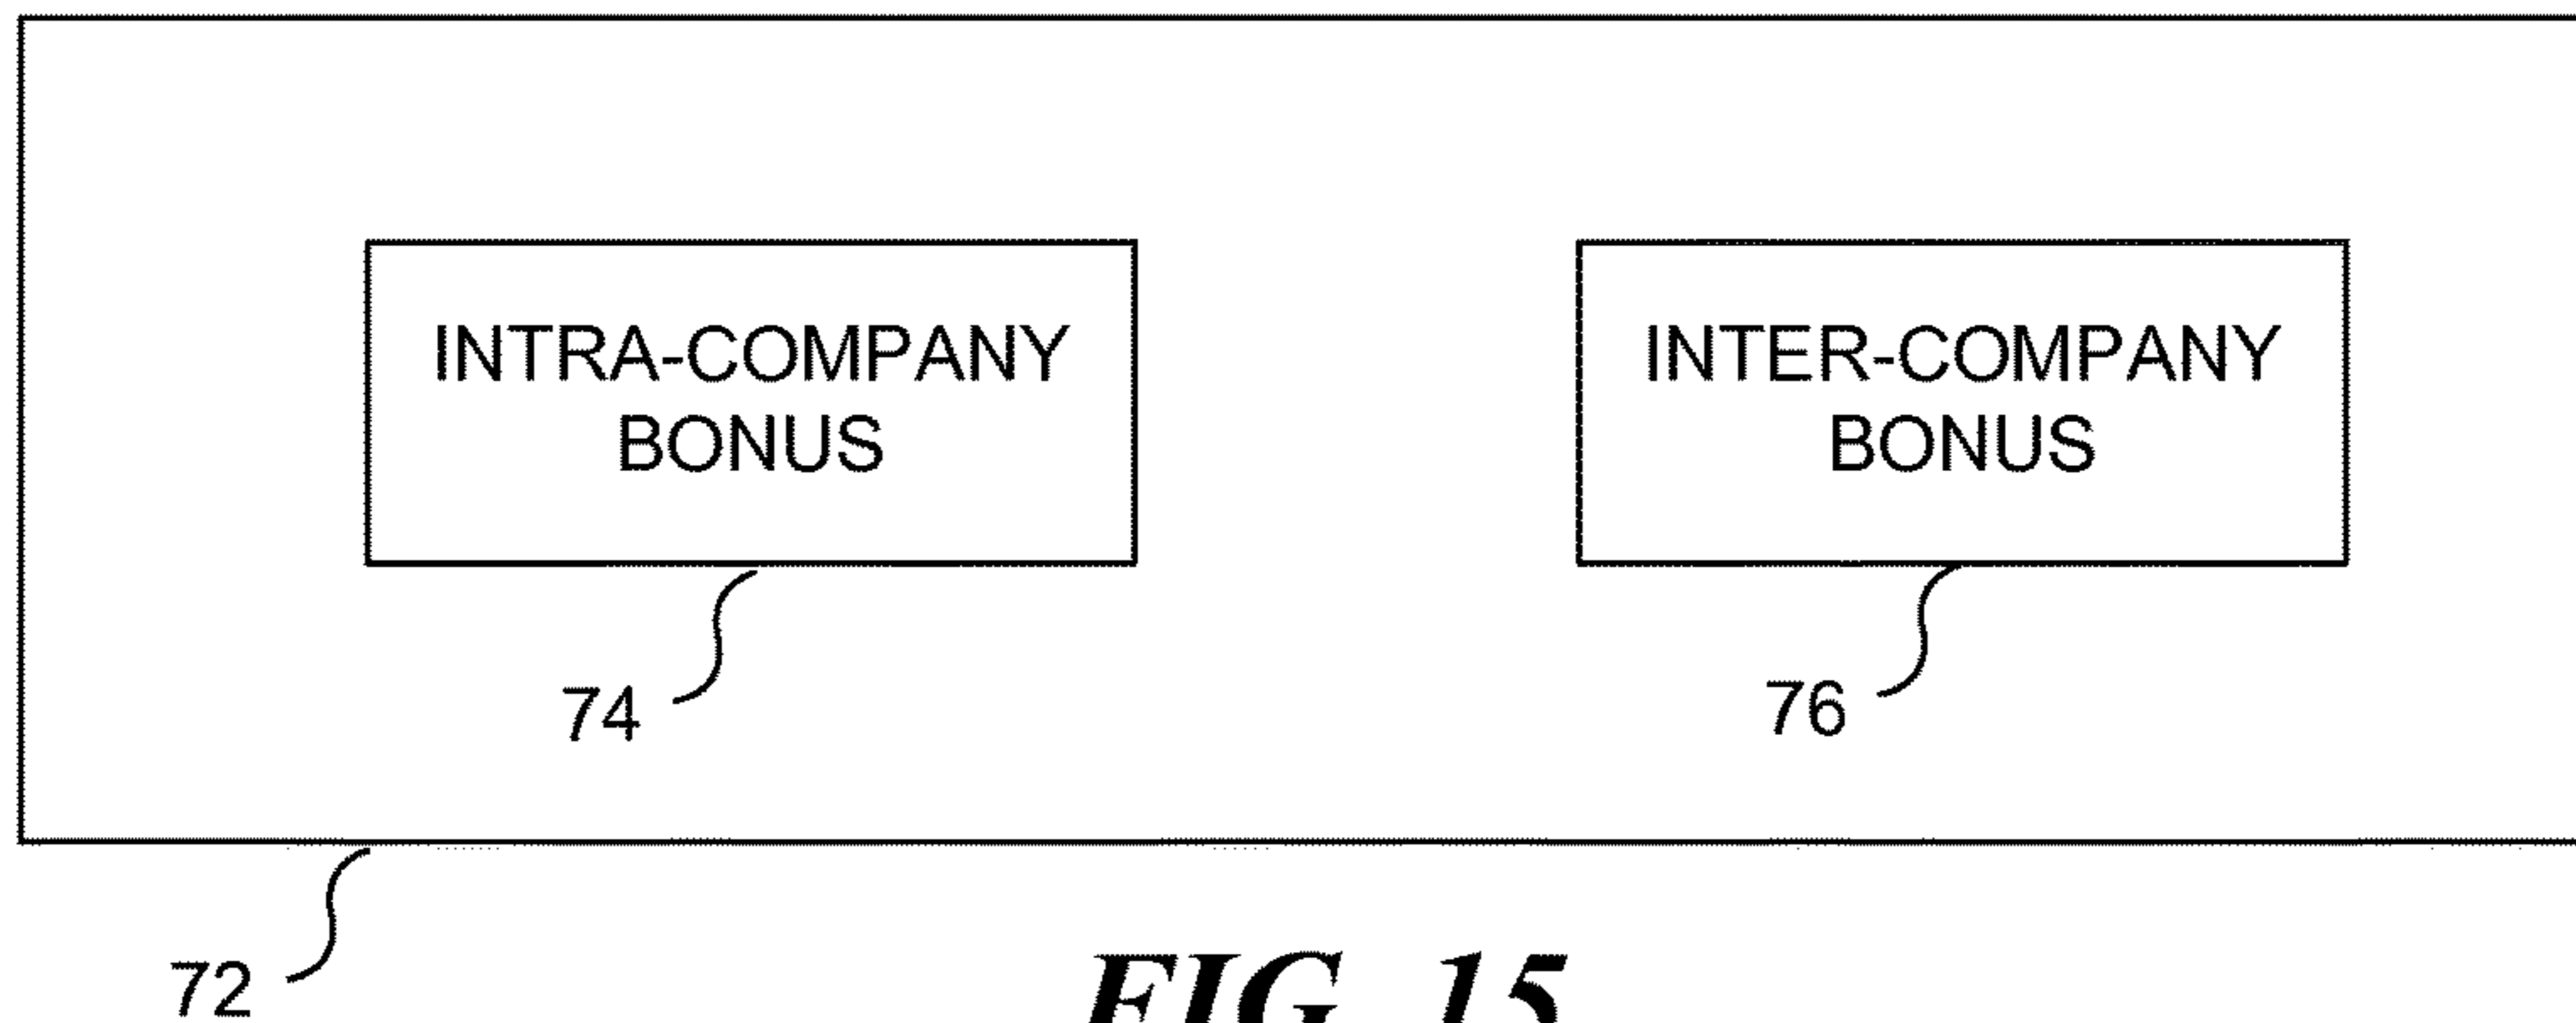 INTRA-COMPANY
BONUS
INTER-COMPANY
BONUS
74
76
72
FIG. 15